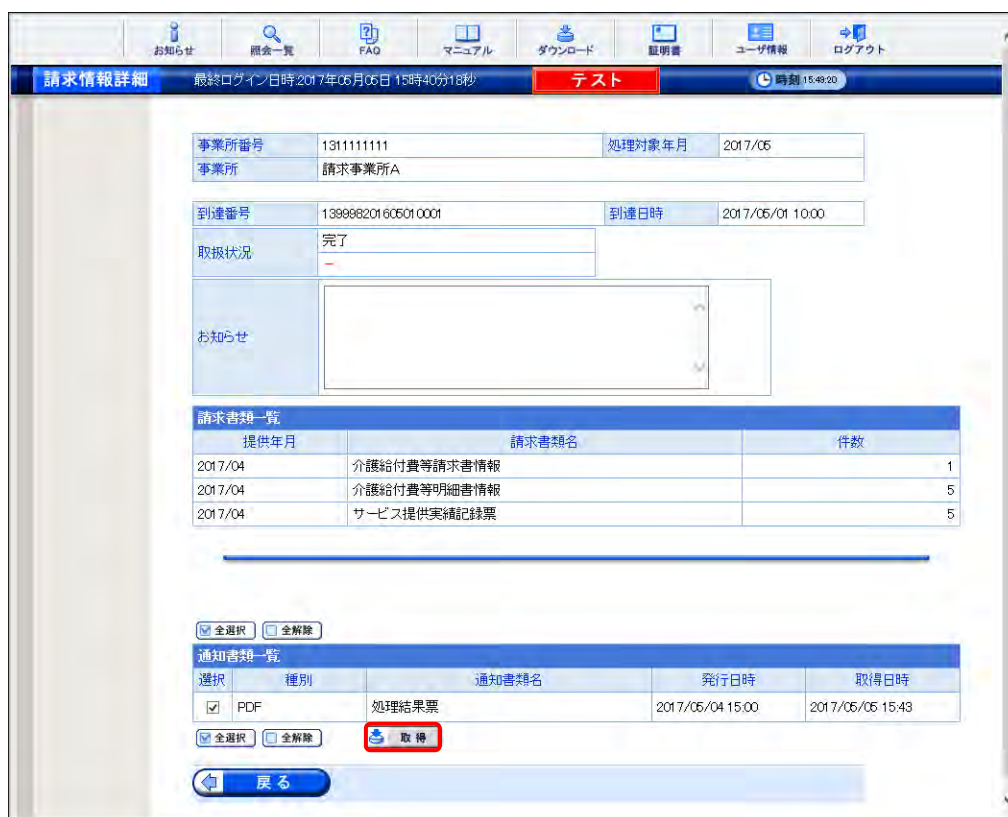 お知らせ 照会一覧 FAQ マニュアル ダウンロード 証明書 ユーザ情報 ログアウト
請求情報詳細 最終ログイン日時:2017年05月05日 15時40分18秒 テスト 時刻 15:49:20
事業所番号 1311111111 処理対象年月 2017/05
事業所 請求事業所A
到達番号 139998201605010001 到達日時 2017/05/01 10:00
取扱状況 完了
－
お知らせ
請求書類一覧
提供年月 請求書類名 件数
2017/04 介護給付費等請求書情報 1
2017/04 介護給付費等明細書情報 5
2017/04 サービス提供実績記録票 5
全選択 全解除
通知書類一覧
選択 種別 通知書類名 発行日時 取得日時
PDF 処理結果票 2017/05/04 15:00 2017/05/05 15:43
全選択 全解除 取得
戻る